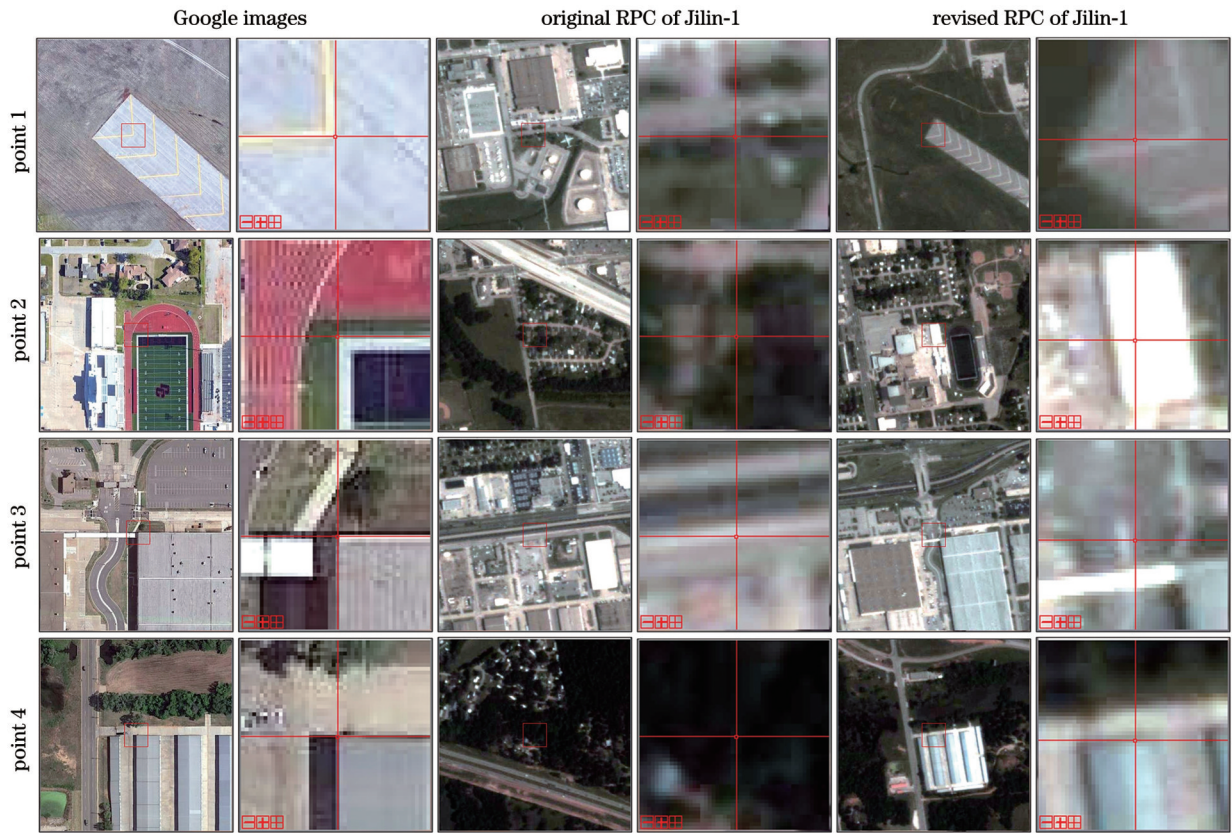 Google images original RPC of Jilin-1 revised RPC of Jilin-1
point 1
point 2
point 3
point 4